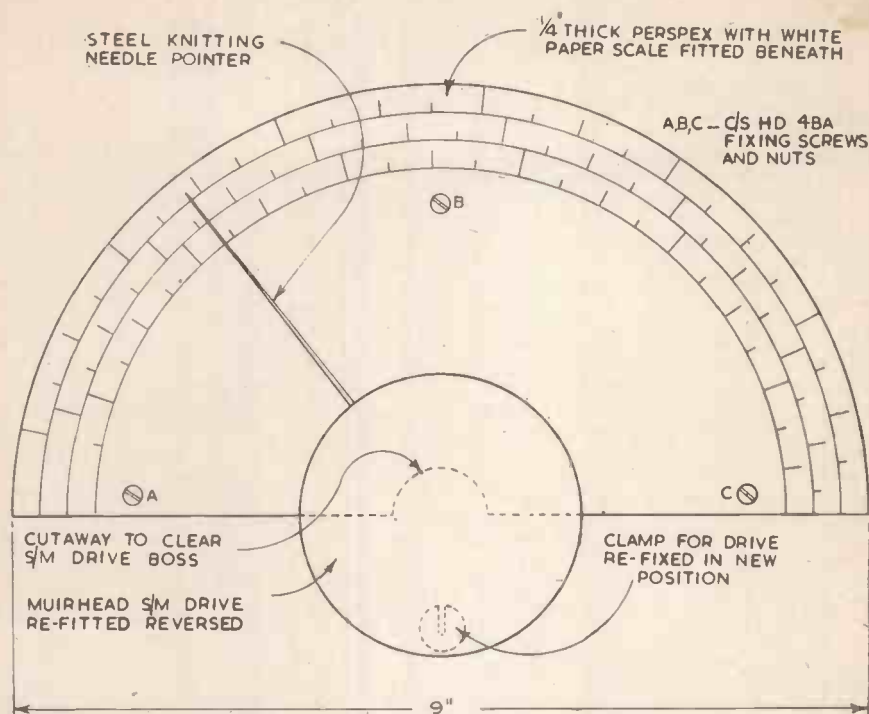 STEEL KNITTING
NEEDLE POINTER
1/4" THICK PERSPEX WITH WHITE
PAPER SCALE FITTED BENEATH
A,B,C — C/S HD 4BA
FIXING SCREWS
AND NUTS
B
A
C
CUTAWAY TO CLEAR
S/M DRIVE BOSS
MUIRHEAD S/M DRIVE
RE-FITTED REVERSED
CLAMP FOR DRIVE
RE-FIXED IN NEW
POSITION
9"